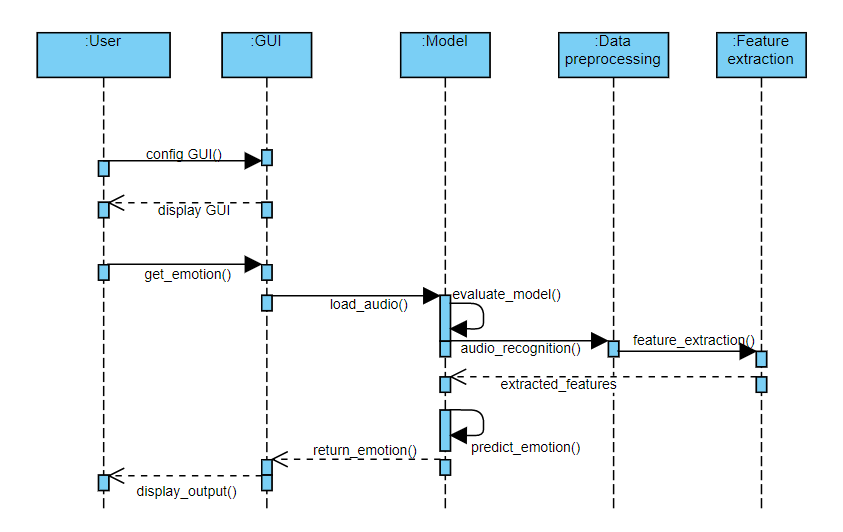 :User
:GUI
:Model
:Data
preprocessing
:Feature
extraction
config GUI()
display GUI
get_emotion()
load_audio()
evaluate_model()
audio_recognition()
feature_extraction()
extracted_features
predict_emotion()
return_emotion()
display_output()